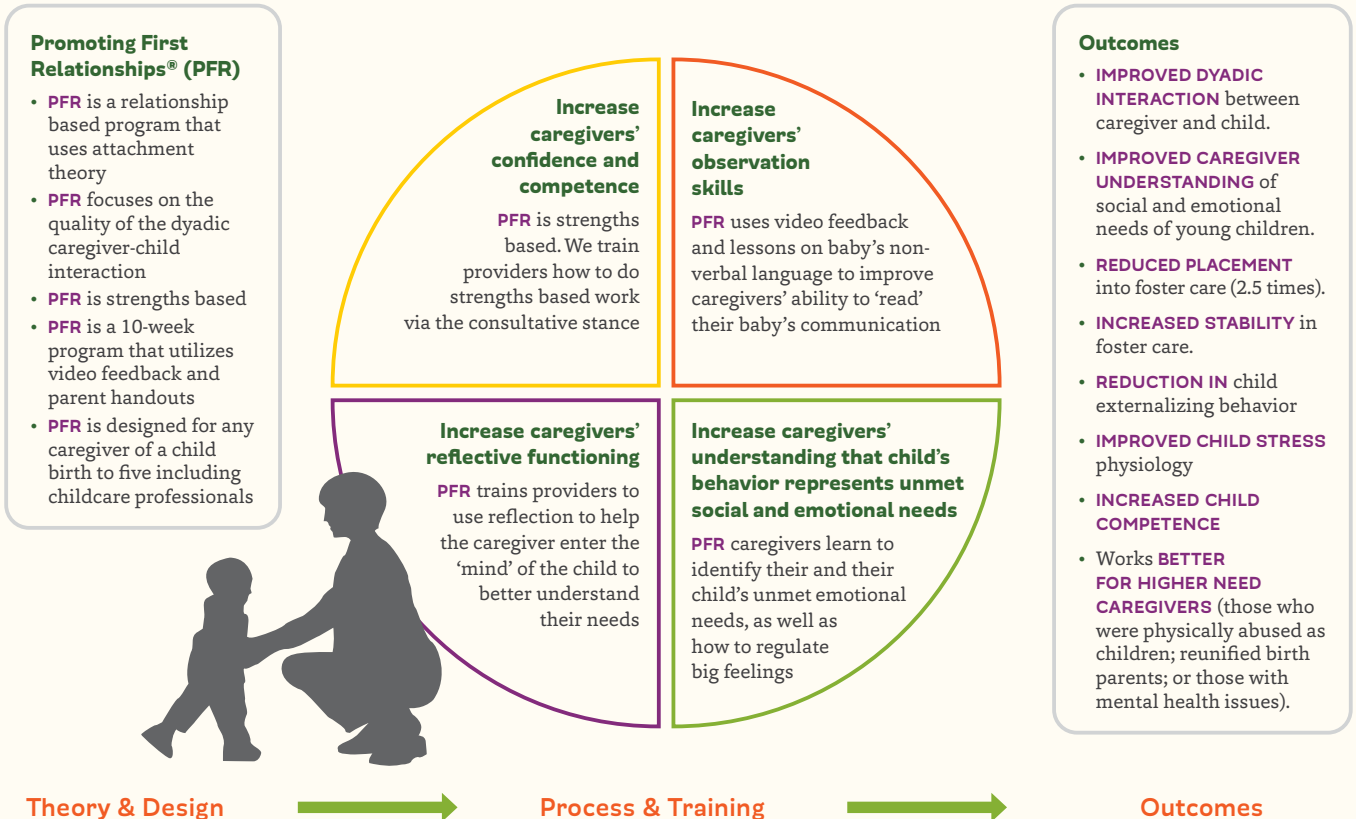 Promoting First
Relationships® (PFR)
• PFR is a relationship
based program that
uses attachment
theory
• PFR focuses on the
quality of the dyadic
caregiver-child
interaction
• PFR is strengths based
• PFR is a 10-week
program that utilizes
video feedback and
parent handouts
• PFR is designed for any
caregiver of a child
birth to five including
childcare professionals
Increase
caregivers’
confidence and
competence
PFR is strengths
based. We train
providers how to do
strengths based work
via the consultative stance
Increase
caregivers’
observation
skills
PFR uses video feedback
and lessons on baby’s non-
verbal language to improve
caregivers’ ability to ‘read’
their baby’s communication
Increase caregivers’
reflective functioning
PFR trains providers to
use reflection to help
the caregiver enter the
‘mind’ of the child to
better understand
their needs
Increase caregivers’
understanding that child’s
behavior represents unmet
social and emotional needs
PFR caregivers learn to
identify their and their
child’s unmet emotional
needs, as well as
how to regulate
big feelings
Outcomes
• IMPROVED DYADIC
INTERACTION between
caregiver and child.
• IMPROVED CAREGIVER
UNDERSTANDING of
social and emotional
needs of young children.
• REDUCED PLACEMENT
into foster care (2.5 times).
• INCREASED STABILITY in
foster care.
• REDUCTION IN child
externalizing behavior
• IMPROVED CHILD STRESS
physiology
• INCREASED CHILD
COMPETENCE
• Works BETTER
FOR HIGHER NEED
CAREGIVERS (those who
were physically abused as
children; reunified birth
parents; or those with
mental health issues).
Theory & Design
Process & Training
Outcomes